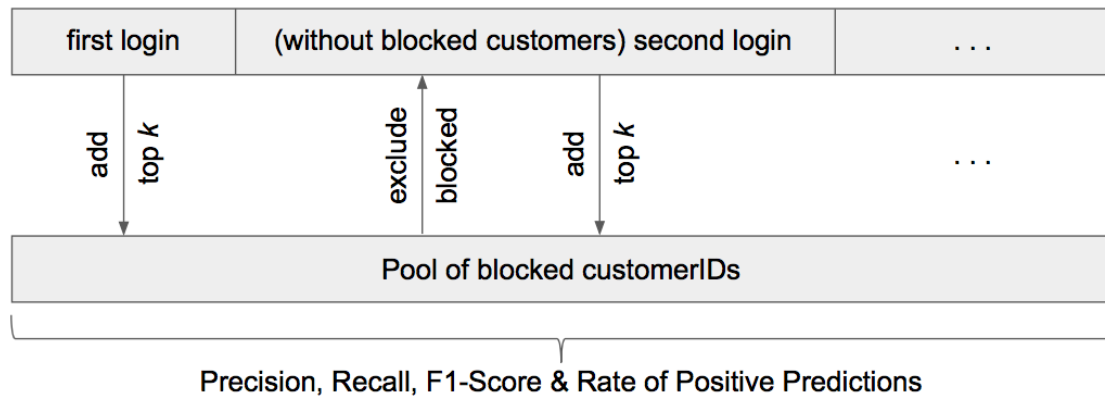 first login
(without blocked customers) second login
. . .
add
top k
exclude
blocked
add
top k
. . .
Pool of blocked customerIDs
Precision, Recall, F1-Score & Rate of Positive Predictions